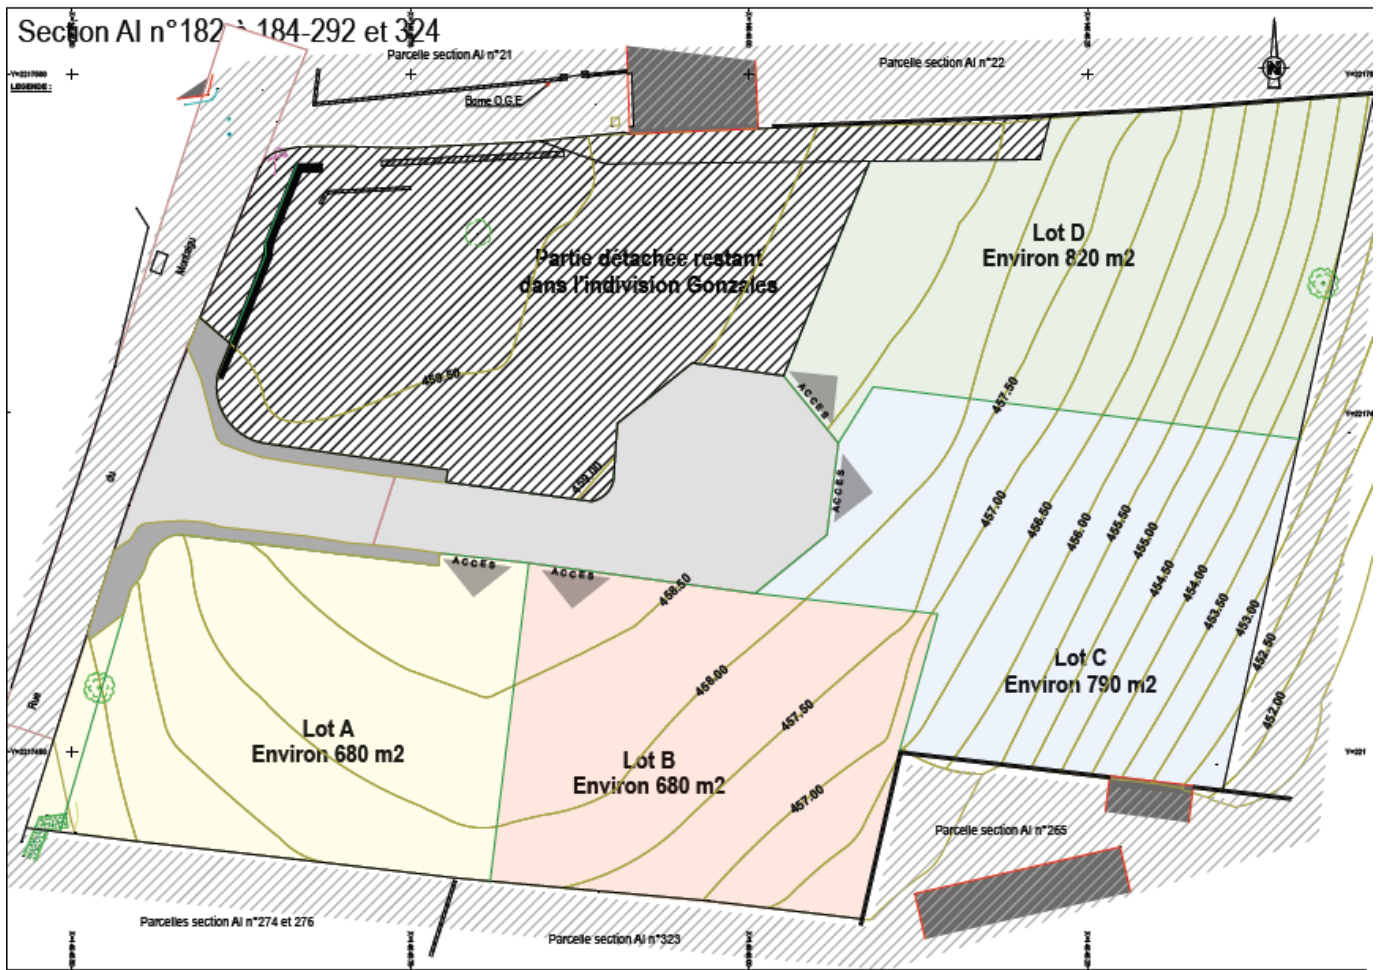 Section AI n°182 à 184-292 et 324
Parcelle section AI n°21
Parcelle section AI n°22
N
LEGENDE :
Borne O.G.E
Montégu
Lot D
Environ 820 m2
Partie détachée restant
dans l'indivision Gonzales
459.50
ACCES
457.50
459.00
ACCES
457.00
456.50
456.00
455.50
455.00
454.50
454.00
453.50
453.00
452.50
452.00
du
ACCES
ACCES
458.50
458.00
457.50
457.00
Rue
Lot C
Environ 790 m2
Lot A
Environ 680 m2
Lot B
Environ 680 m2
Parcelle section AI n°265
Parcelles section AI n°274 et 276
Parcelle section AI n°323